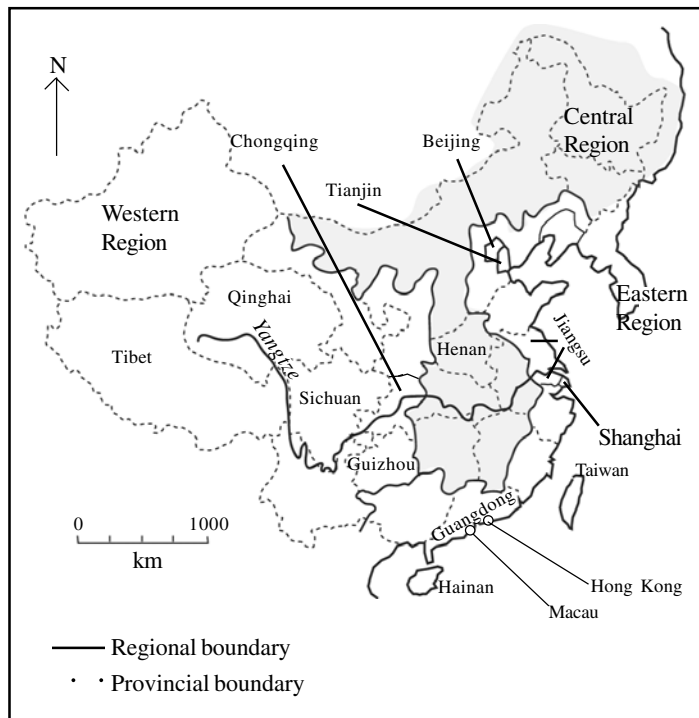 N
Chongqing
Beijing
Central
Region
Tianjin
Western
Region
Qinghai
Eastern
Region
Yangtze
Jiangsu
Tibet
Henan
Sichuan
Shanghai
Guizhou
Taiwan
Guangdong
0 1000
km
Hainan
Hong Kong
Macau
Regional boundary
Provincial boundary